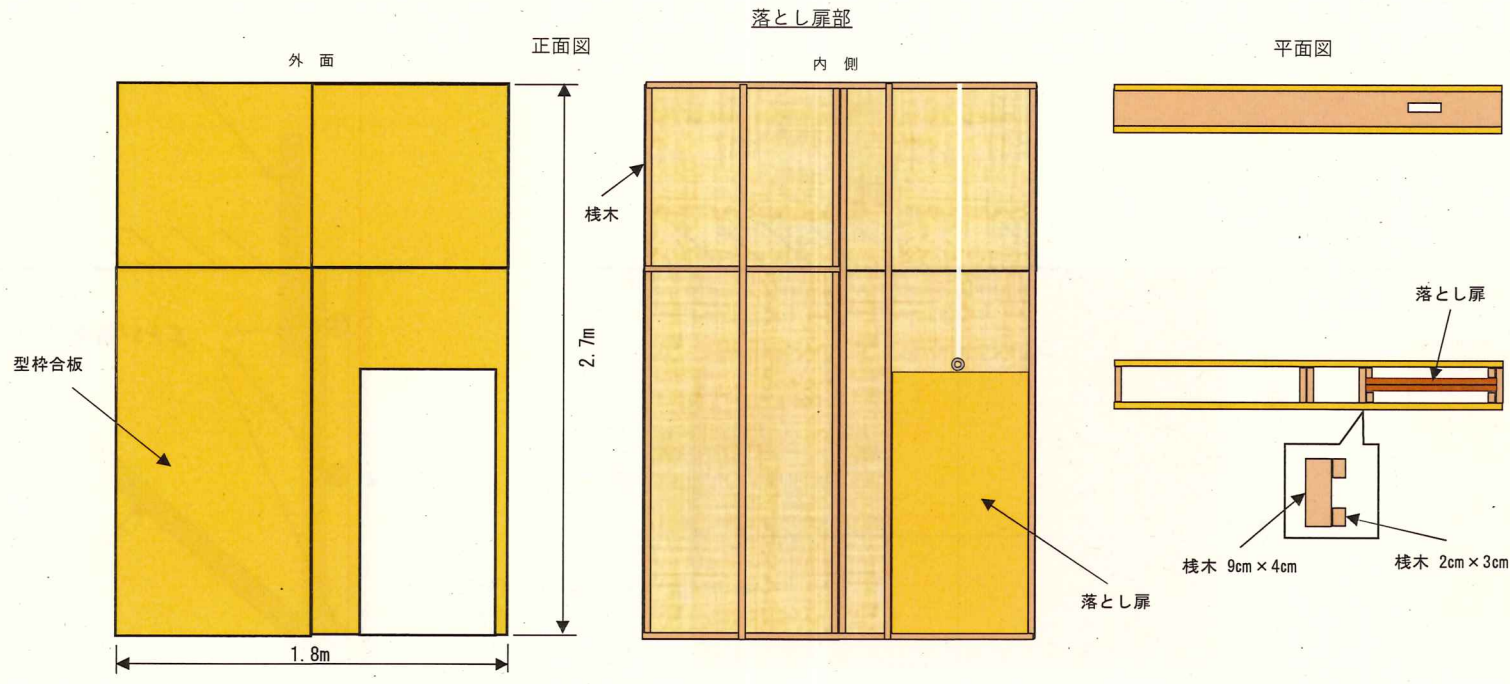 落とし扉部
正面図
外 面
内 側
平面図
桟木
型枠合板
2.7m
1.8m
落とし扉
落とし扉
桟木 9cm×4cm
桟木 2cm×3cm